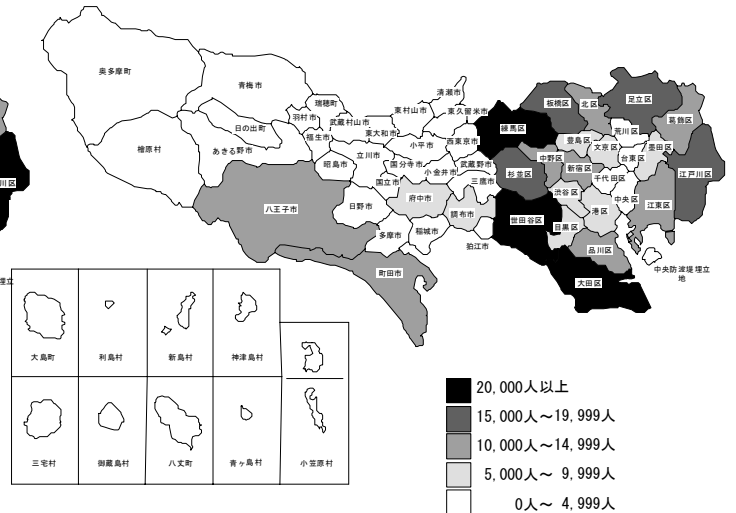 奥多摩町
青梅市
檜原村
日の出町
あきる野市
瑞穂町
羽村市
福生市
武蔵村山市
昭島市
八王子市
立川市
東大和市
東村山市
清瀬市
東久留米市
小平市
西東京市
国分寺市
国立市
小金井市
武蔵野市
三鷹市
府中市
調布市
日野市
多摩市
稲城市
狛江市
町田市
練馬区
板橋区
北区
足立区
葛飾区
荒川区
豊島区
文京区
墨田区
台東区
江戸川区
中野区
杉並区
新宿区
千代田区
渋谷区
中央区
港区
江東区
世田谷区
目黒区
品川区
大田区
中央防波堤埋立
地
川区
埋立
大島町
利島村
新島村
神津島村
三宅村
御蔵島村
八丈町
青ヶ島村
小笠原村
20,000人以上
15,000人～19,999人
10,000人～14,999人
5,000人～ 9,999人
0人～ 4,999人